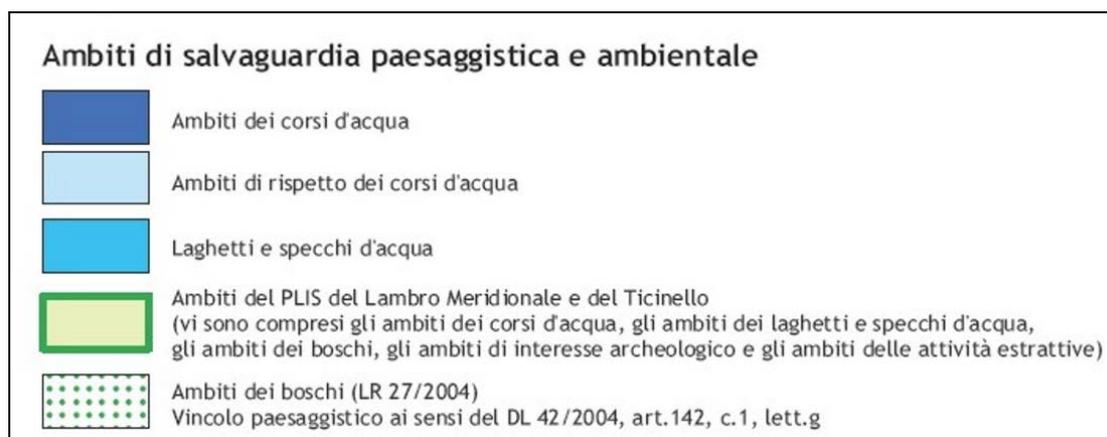 Ambiti di salvaguardia paesaggistica e ambientale
Ambiti dei corsi d'acqua
Ambiti di rispetto dei corsi d'acqua
Laghetti e specchi d'acqua
Ambiti del PLIS del Lambro Meridionale e del Ticinello
(vi sono compresi gli ambiti dei corsi d'acqua, gli ambiti dei laghetti e specchi d'acqua,
gli ambiti dei boschi, gli ambiti di interesse archeologico e gli ambiti delle attività estrattive)
Ambiti dei boschi (LR 27/2004)
Vincolo paesaggistico ai sensi del DL 42/2004, art.142, c.1, lett.g